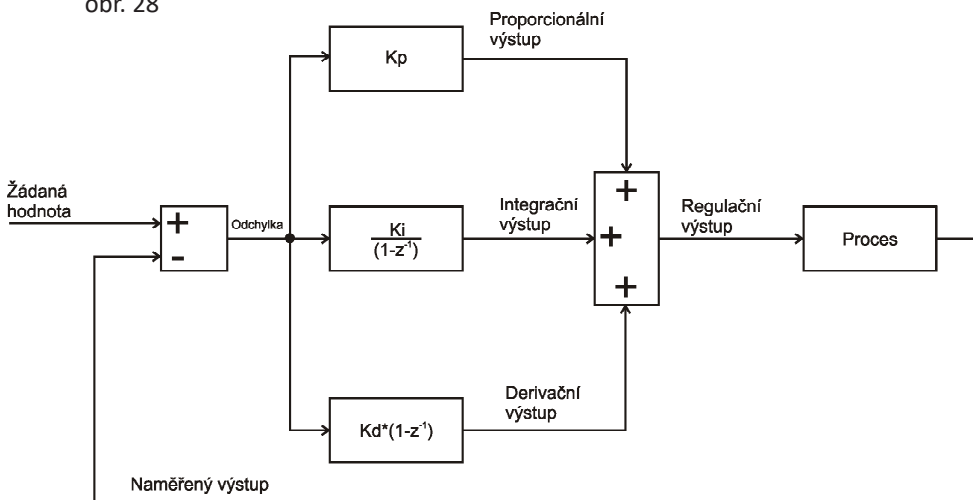 obr. 28
Proporcionální
výstup
Kp
Žádaná
hodnota
+
-
Odchylka
Ki
(1-z⁻¹)
Integrační
výstup
+
+
+
Regulační
výstup
Proces
Kd*(1-z⁻¹)
Derivační
výstup
Naměřený výstup